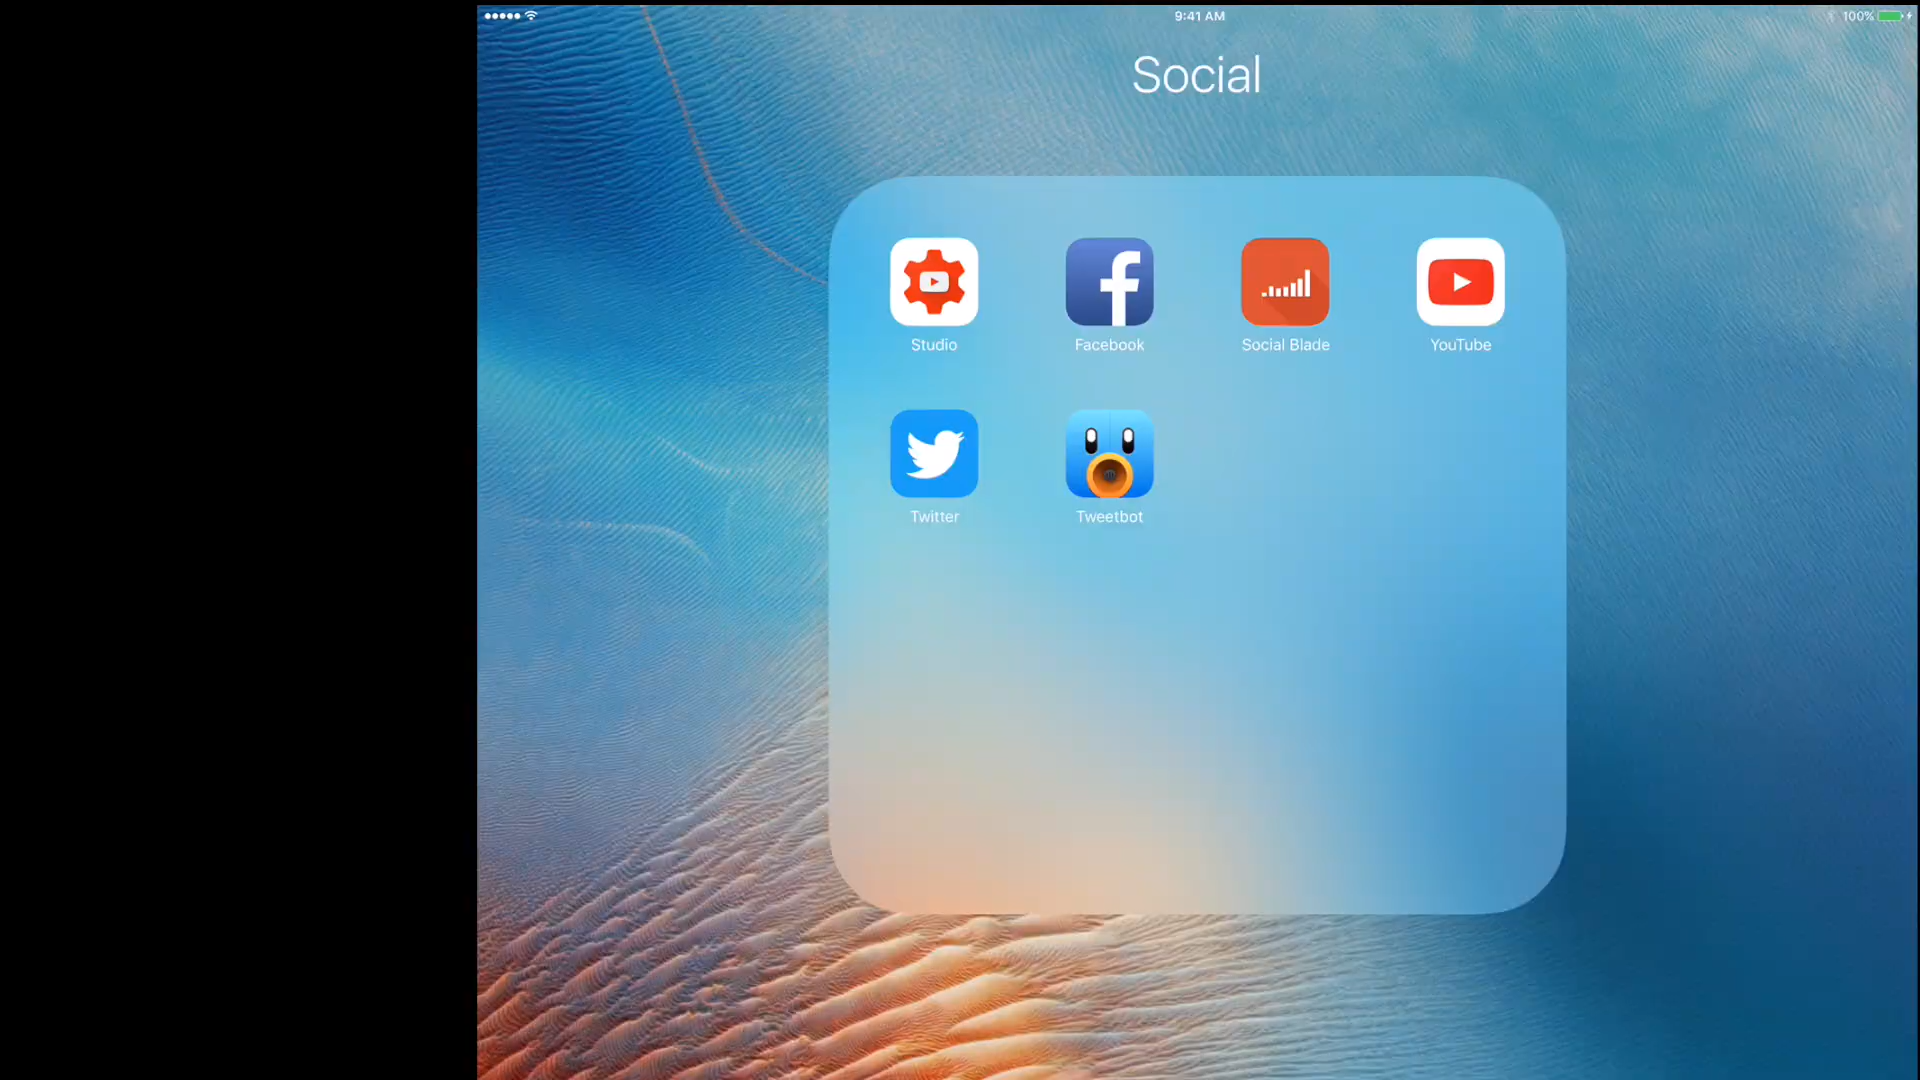 9:41 AM
100%
Social
Studio
Facebook
Social Blade
YouTube
Twitter
Tweetbot